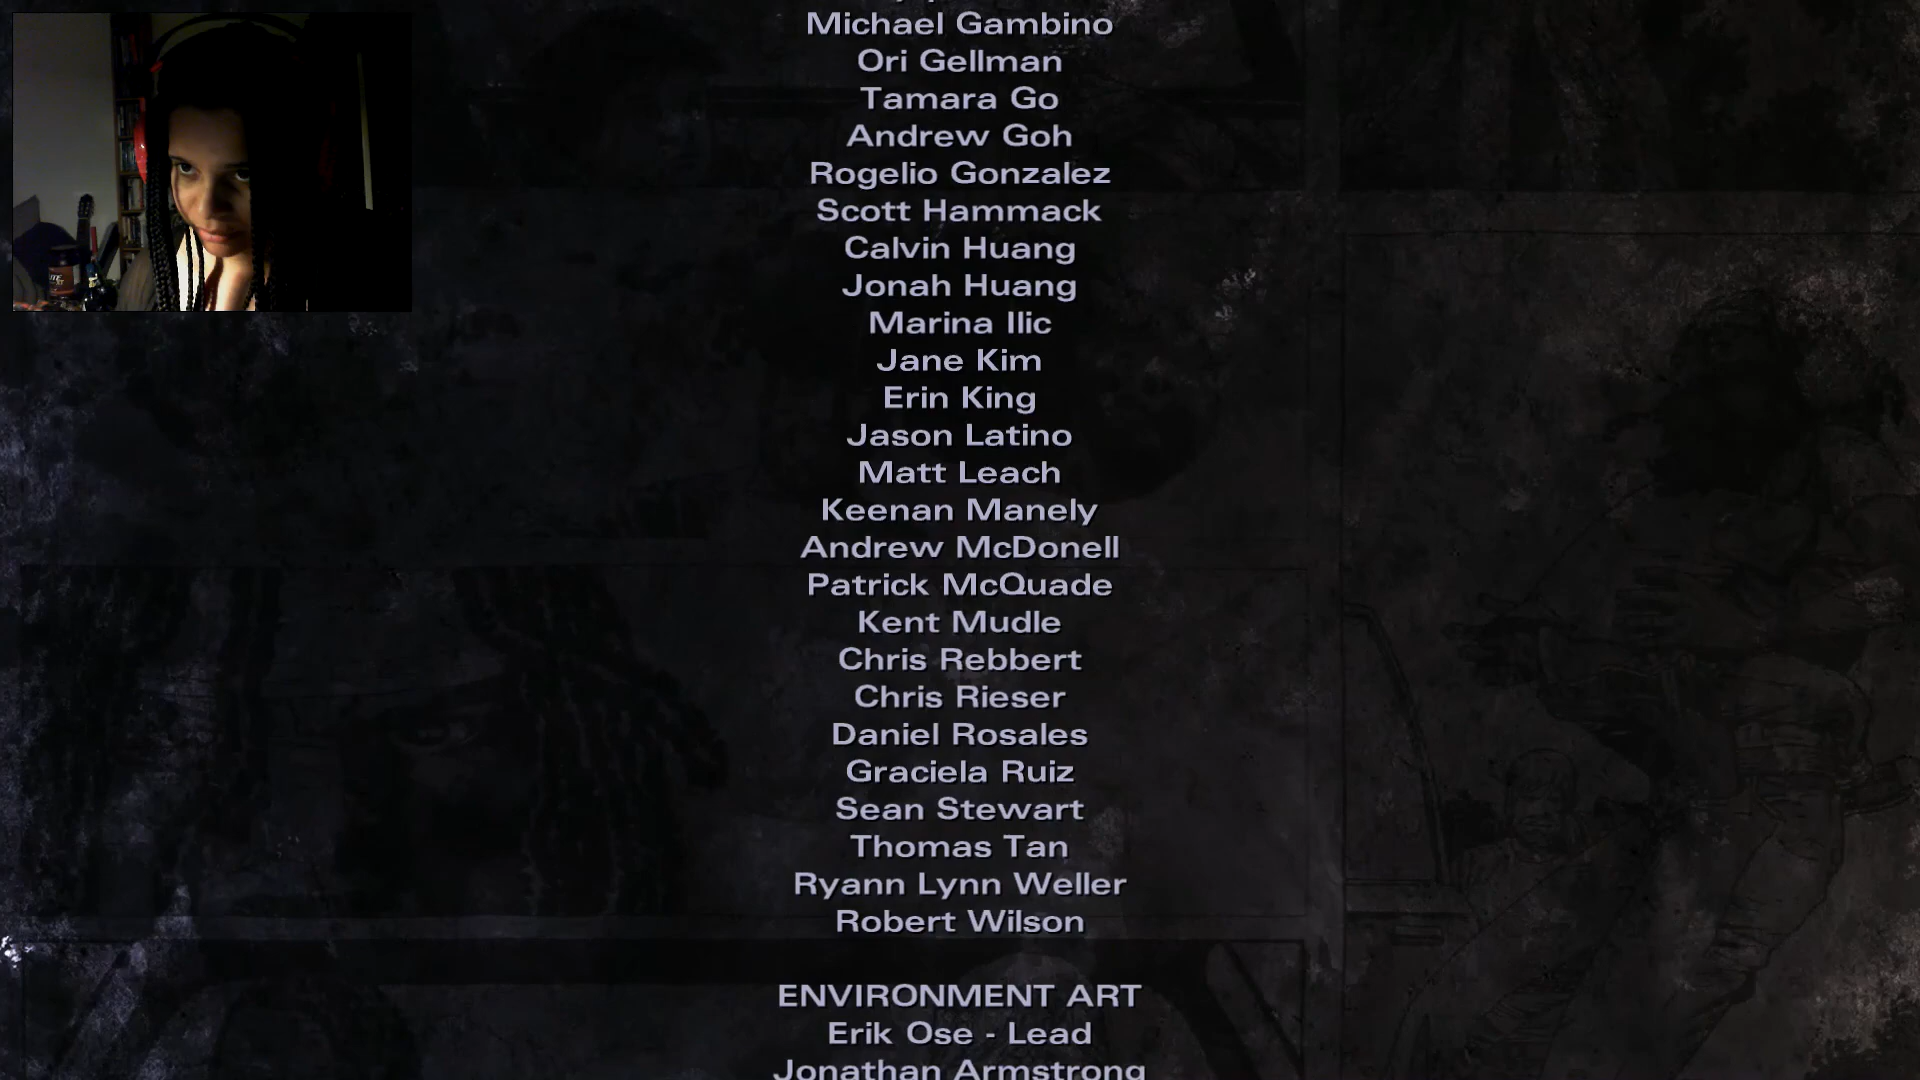 Michael Gambino
Ori Gellman
Tamara Go
Andrew Goh
Rogelio Gonzalez
Scott Hammack
Calvin Huang
Jonah Huang
Marina Ilic
Jane Kim
Erin King
Jason Latino
Matt Leach
Keenan Manely
Andrew McDonell
Patrick McQuade
Kent Mudle
Chris Rebbert
Chris Rieser
Daniel Rosales
Graciela Ruiz
Sean Stewart
Thomas Tan
Ryann Lynn Weller
Robert Wilson
ENVIRONMENT ART
Erik Ose - Lead
Jonathan Armstrong